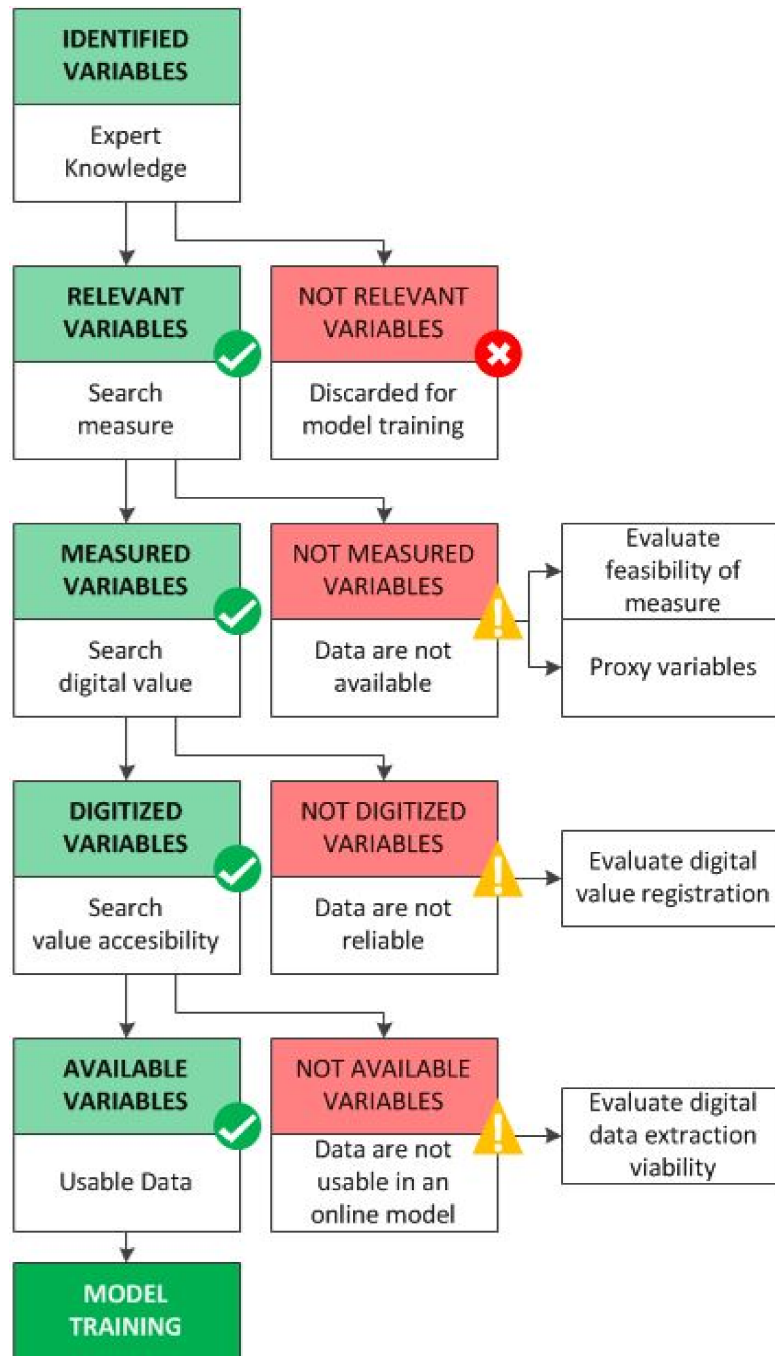 IDENTIFIED
VARIABLES
Expert
Knowledge
RELEVANT
VARIABLES
Search
measure
NOT RELEVANT
VARIABLES
Discarded for
model training
MEASURED
VARIABLES
Search
digital value
NOT MEASURED
VARIABLES
Data are not
available
Evaluate
feasibility of
measure
Proxy variables
DIGITIZED
VARIABLES
Search
value accesibility
NOT DIGITIZED
VARIABLES
Data are not
reliable
Evaluate digital
value registration
AVAILABLE
VARIABLES
Usable Data
NOT AVAILABLE
VARIABLES
Data are not
usable in an
online model
Evaluate digital
data extraction
viability
MODEL
TRAINING